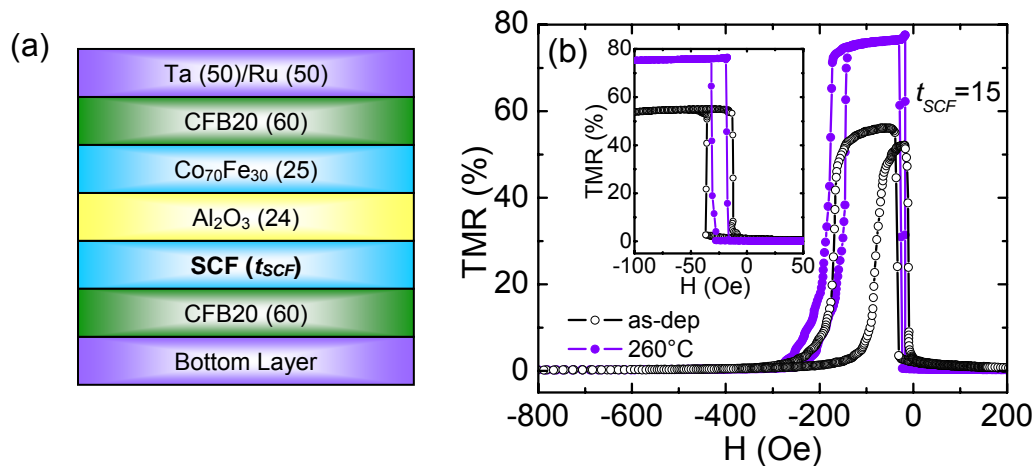 (a)
Ta (50)/Ru (50)
CFB20 (60)
Co₇₀Fe₃₀ (25)
Al₂O₃ (24)
SCF (t_SCF)
CFB20 (60)
Bottom Layer
(b)
80
60
40
20
0
TMR (%)
-800 -600 -400 -200 0 200
H (Oe)
80
60
40
20
0
TMR (%)
-100 -50 0 50
H (Oe)
t_SCF=15
as-dep
260°C